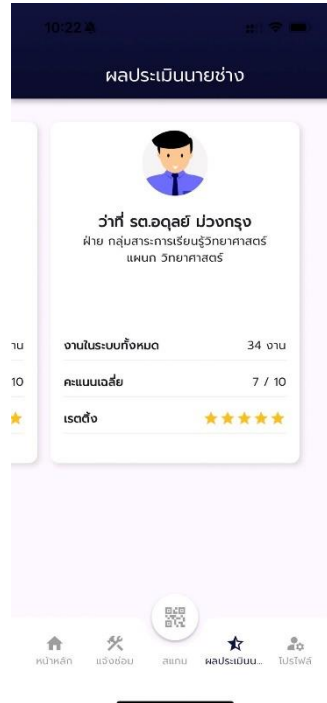 10:22
ผลประเมินนายช่าง
ว่าที่ รต.อดุลย์ ม่วงกรุง
ฝ่าย กลุ่มสาระการเรียนรู้วิทยาศาสตร์
แผนก วิทยาศาสตร์
าน
งานในระบบทั้งหมด 34 งาน
10
คะแนนเฉลี่ย 7 / 10
เรตติ้ง
หน้าหลัก แจ้งซ่อม สแกน ผลประเมินน... โปรไฟล์